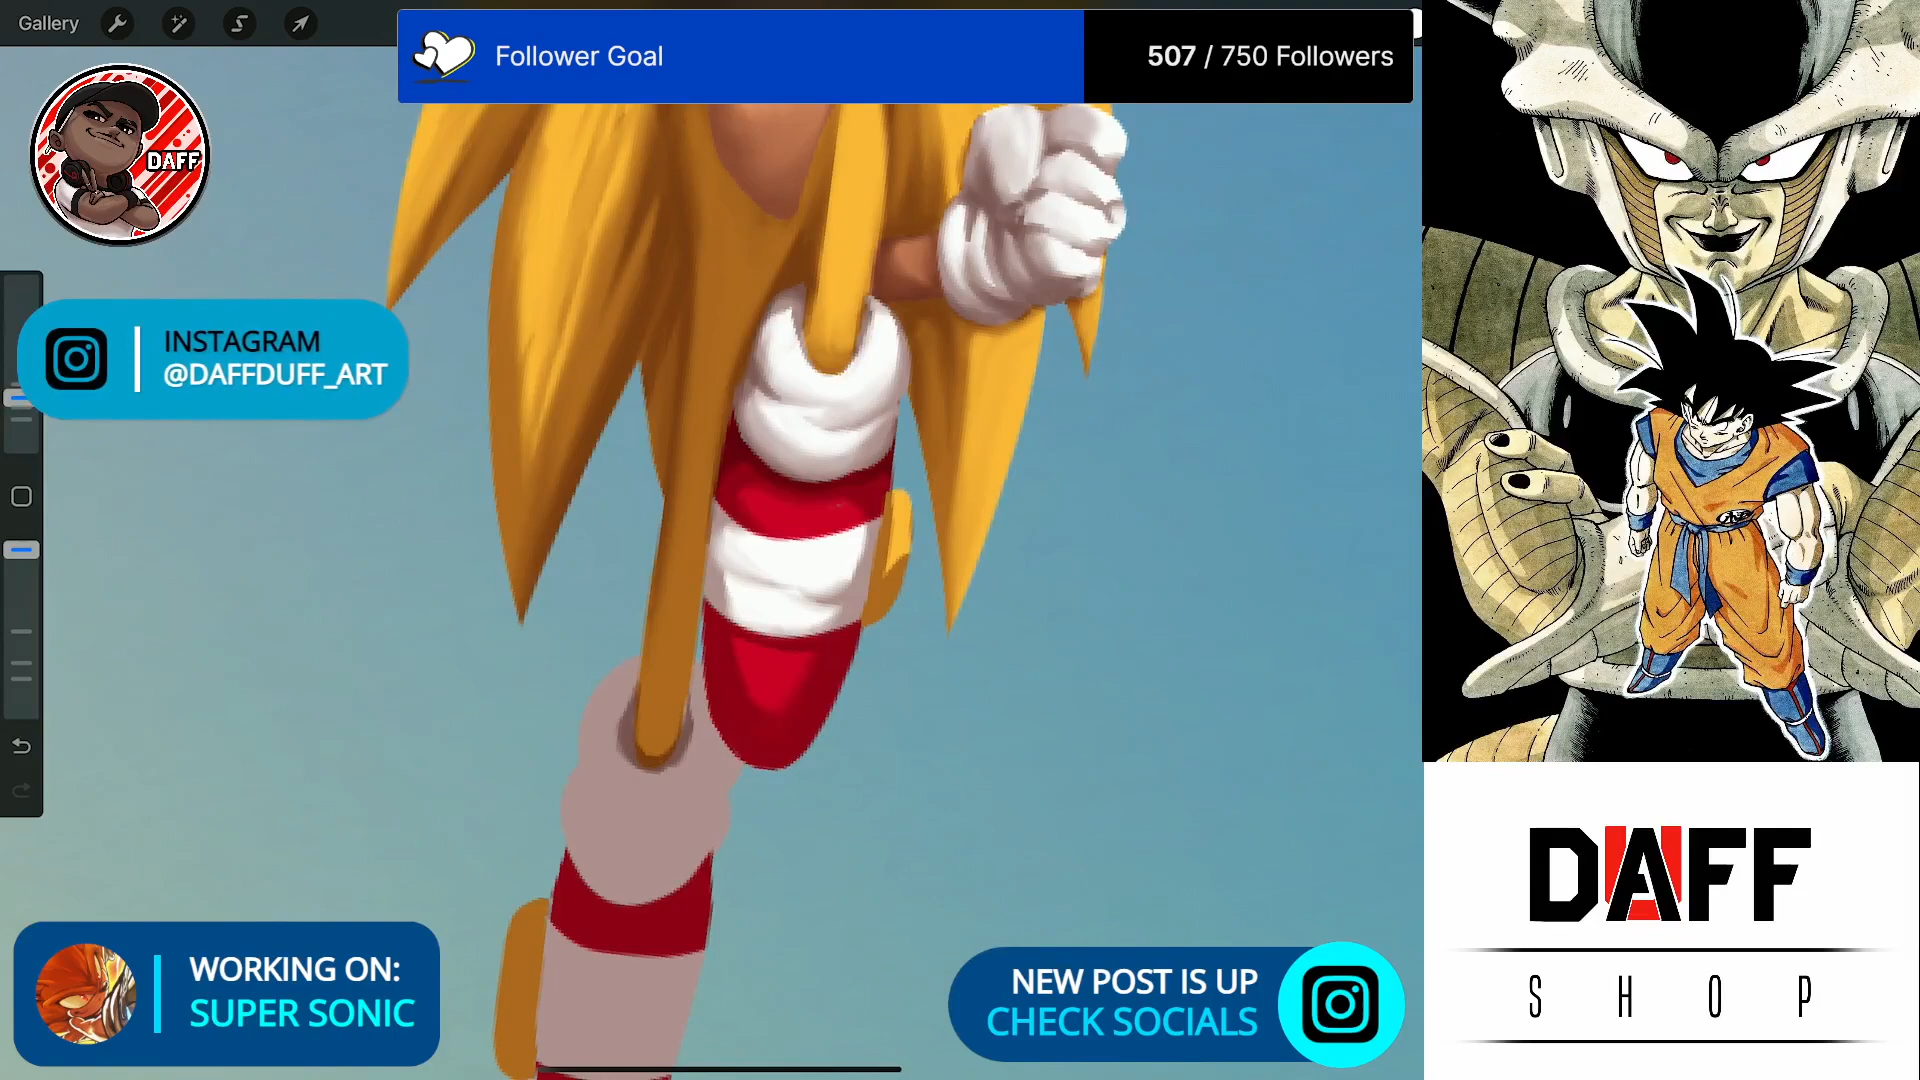 Gallery
Follower Goal
507 / 750 Followers
DAFF
INSTAGRAM
@DAFFDUFF_ART
WORKING ON:
SUPER SONIC
NEW POST IS UP
CHECK SOCIALS
DAFF
SHOP